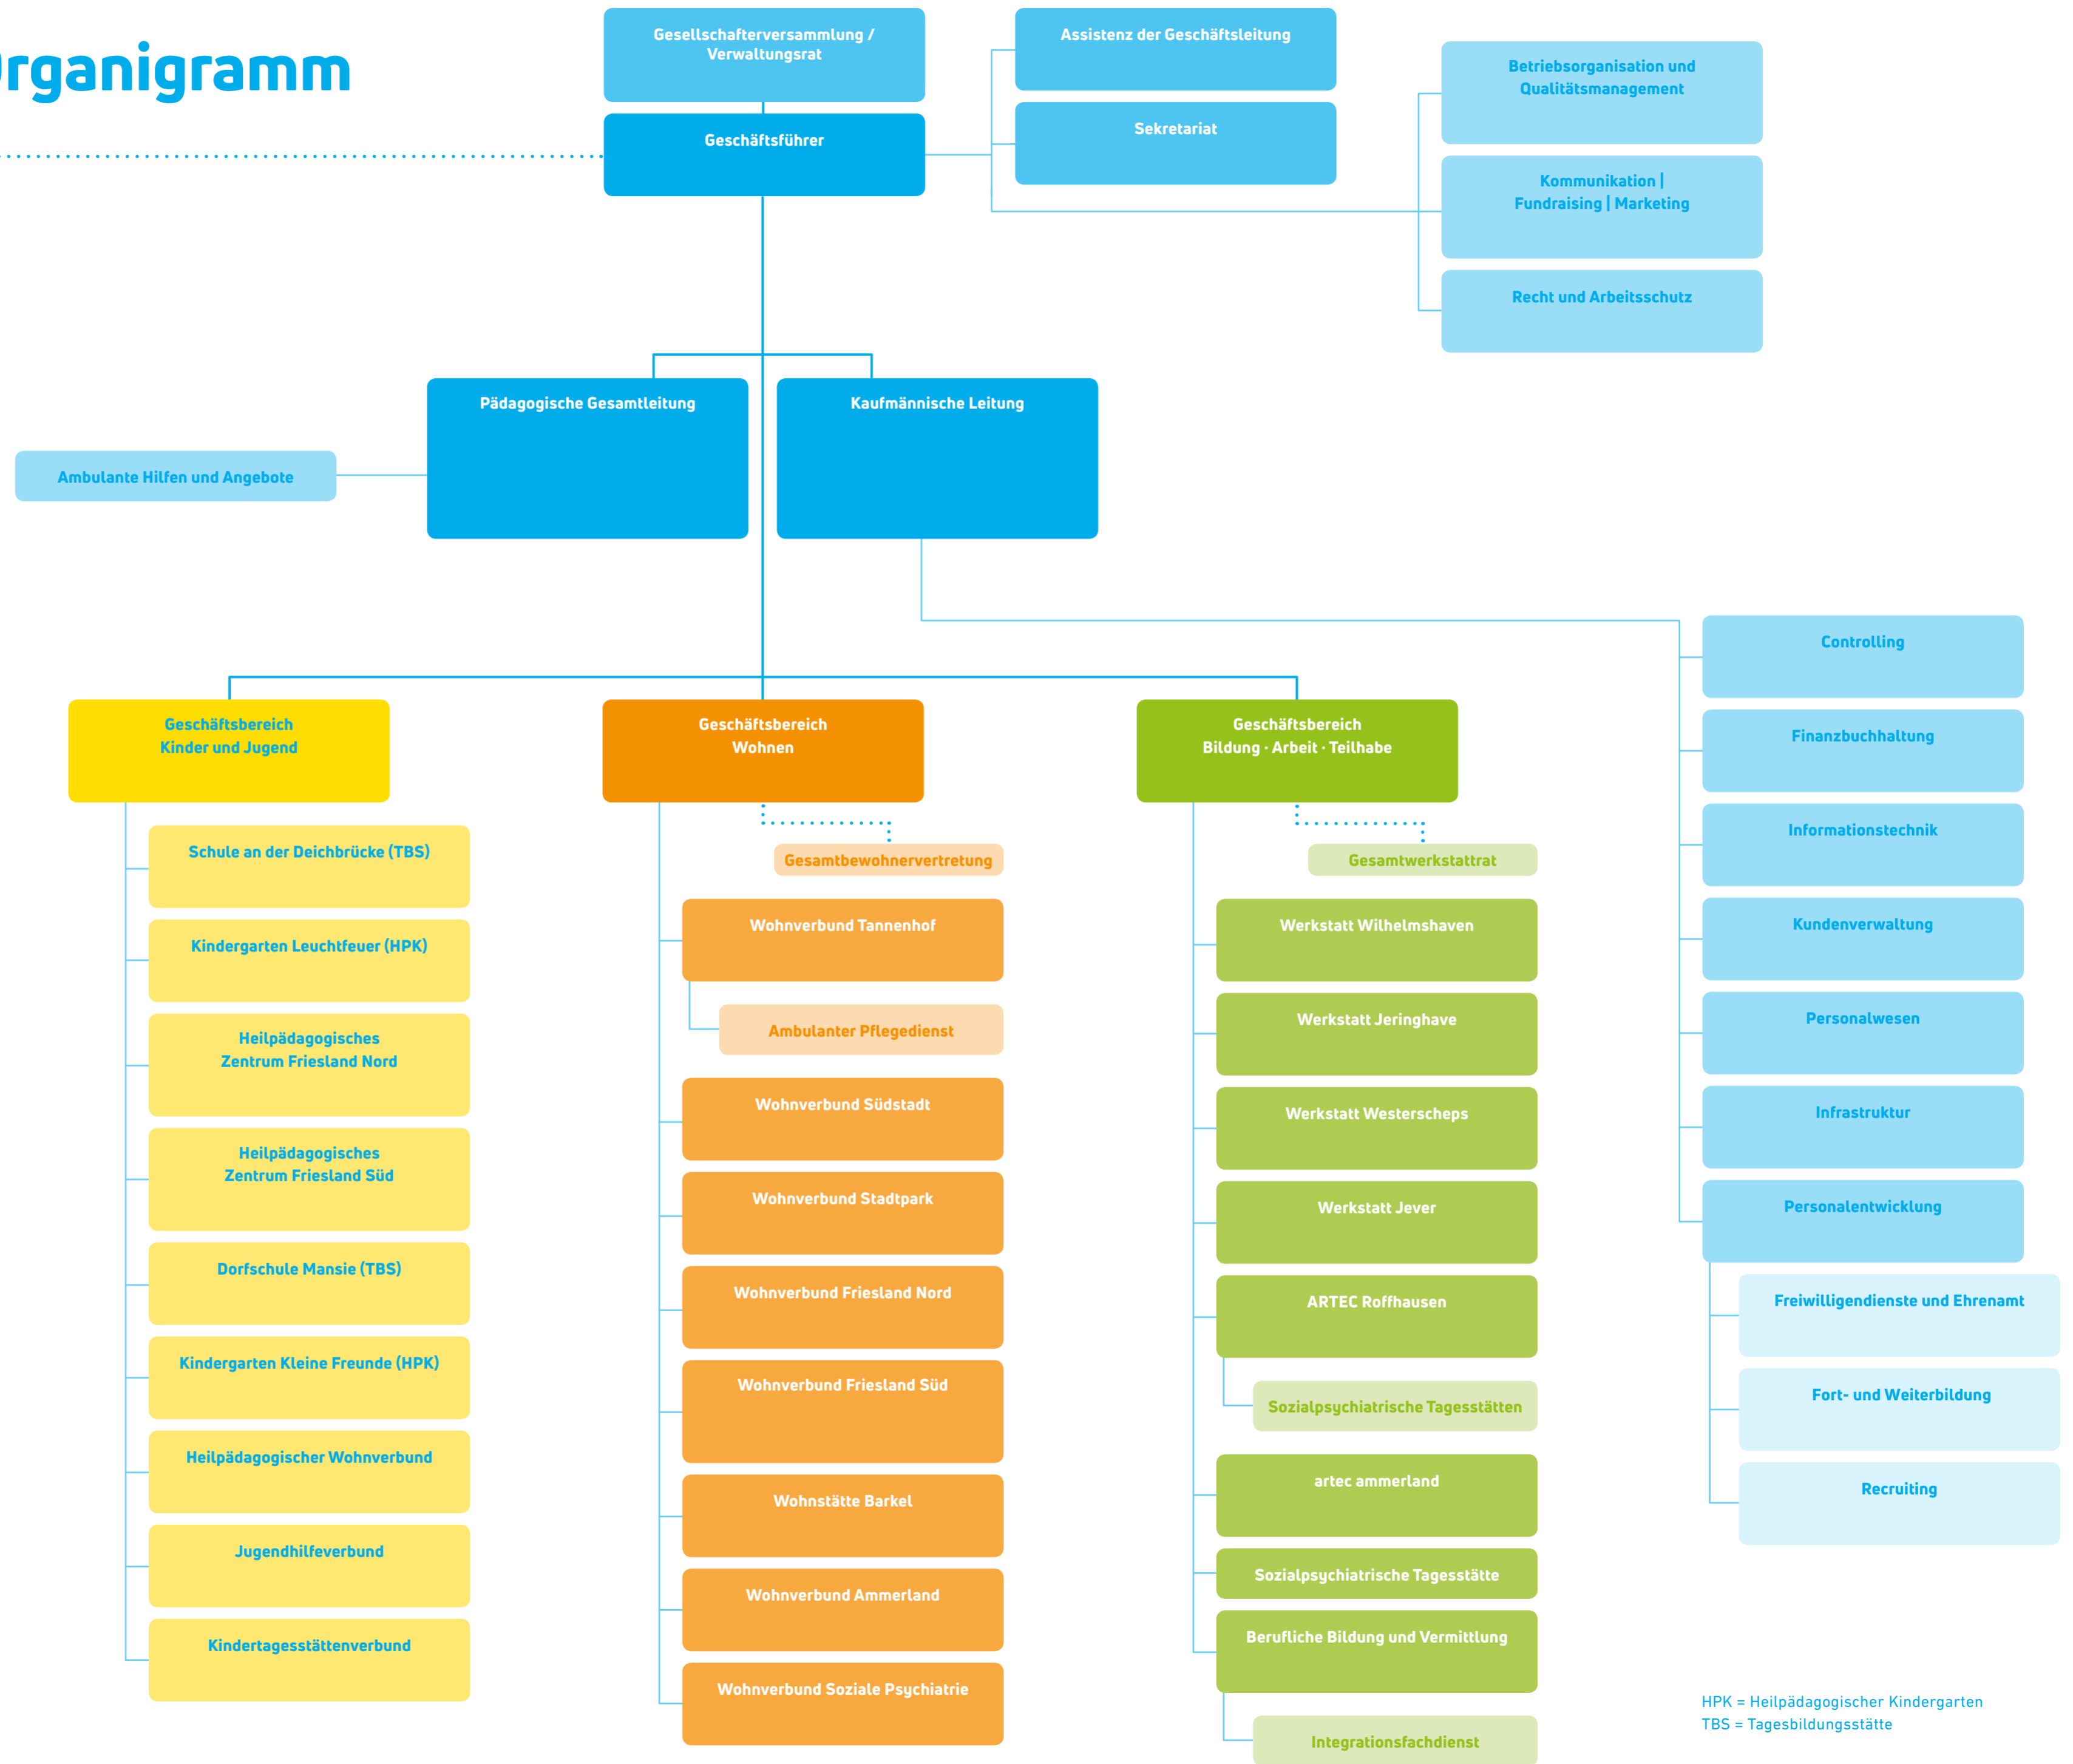 Organigramm
Gesellschafterversammlung /
Verwaltungsrat
Geschäftsführer
Assistenz der Geschäftsleitung
Sekretariat
Betriebsorganisation und
Qualitätsmanagement
Kommunikation |
Fundraising | Marketing
Recht und Arbeitsschutz
Pädagogische Gesamtleitung
Kaufmännische Leitung
Ambulante Hilfen und Angebote
Geschäftsbereich
Kinder und Jugend
Schule an der Deichbrücke (TBS)
Kindergarten Leuchtfeuer (HPK)
Heilpädagogisches
Zentrum Friesland Nord
Heilpädagogisches
Zentrum Friesland Süd
Dorfschule Mansie (TBS)
Kindergarten Kleine Freunde (HPK)
Heilpädagogischer Wohnverbund
Jugendhilfeverbund
Kindertagesstättenverbund
Geschäftsbereich
Wohnen
Gesamtbewohnervertretung
Wohnverbund Tannenhof
Ambulanter Pflegedienst
Wohnverbund Südstadt
Wohnverbund Stadtpark
Wohnverbund Friesland Nord
Wohnverbund Friesland Süd
Wohnstätte Barkel
Wohnverbund Ammerland
Wohnverbund Soziale Psychiatrie
Geschäftsbereich
Bildung · Arbeit · Teilhabe
Gesamtwerkstattrat
Werkstatt Wilhelmshaven
Werkstatt Jeringhave
Werkstatt Westerscheps
Werkstatt Jever
ARTEC Roffhausen
Sozialpsychiatrische Tagesstätten
artec ammerland
Sozialpsychiatrische Tagesstätte
Berufliche Bildung und Vermittlung
Integrationsfachdienst
Controlling
Finanzbuchhaltung
Informationstechnik
Kundenverwaltung
Personalwesen
Infrastruktur
Personalentwicklung
Freiwilligendienste und Ehrenamt
Fort- und Weiterbildung
Recruiting
HPK = Heilpädagogischer Kindergarten
TBS = Tagesbildungsstätte